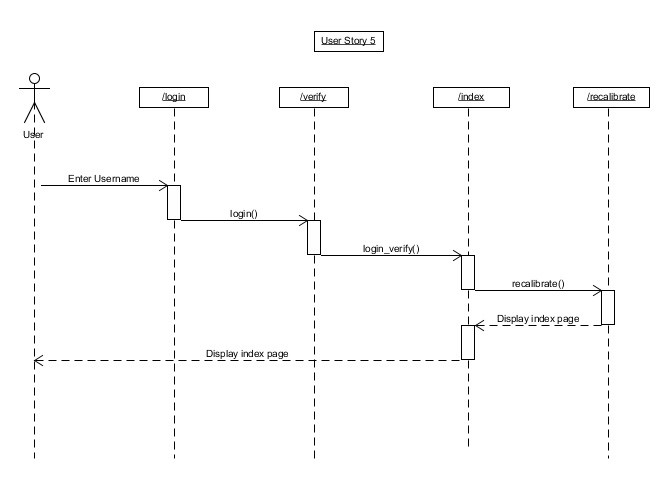 User Story 5
/login
/verify
/index
/recalibrate
User
Enter Username
login()
login_verify()
recalibrate()
Display index page
Display index page